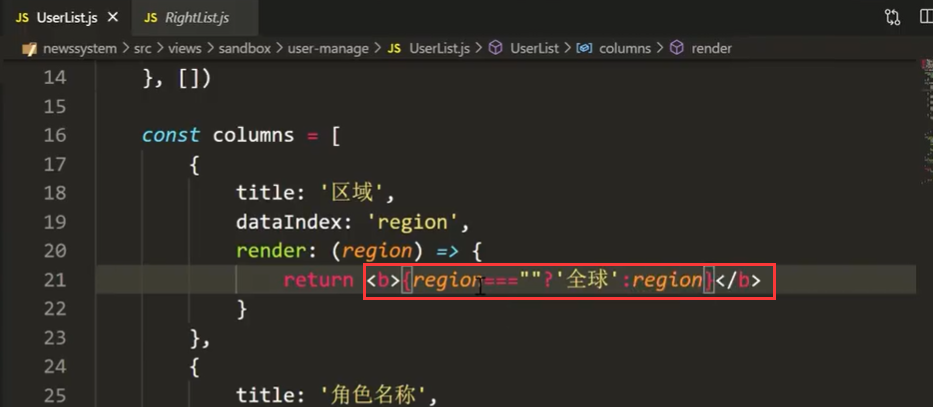 JS UserList.js × JS RightList.js
newssystem > src > views > sandbox > user-manage > JS UserList.js > UserList > columns > render
14 }, [])
15
16 const columns = [
17 {
18 title: '区域',
19 dataIndex: 'region',
20 render: (region) => {
21 return <b>{region===""?'全球':region}</b>
22 }
23 },
24 {
25 title: '角色名称',